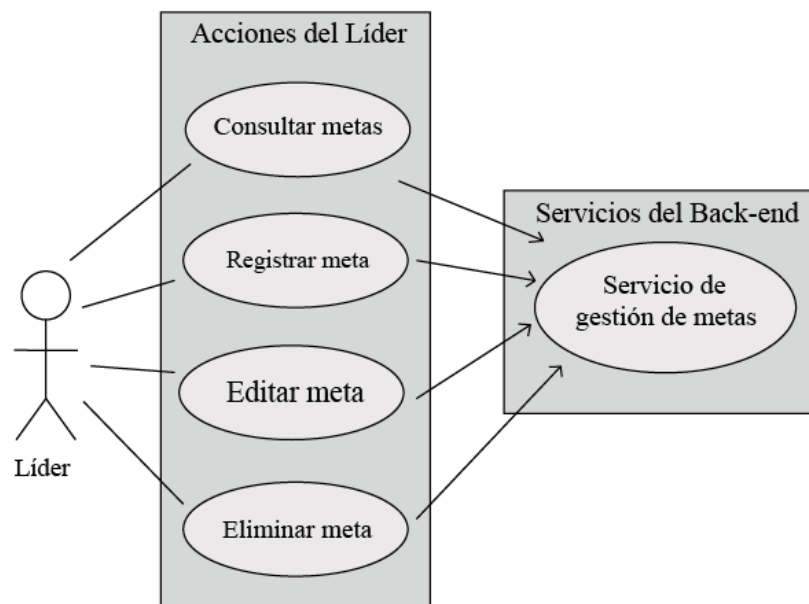 Acciones del Líder
Consultar metas
Registrar meta
Editar meta
Eliminar meta
Líder
Servicios del Back-end
Servicio de
gestión de metas